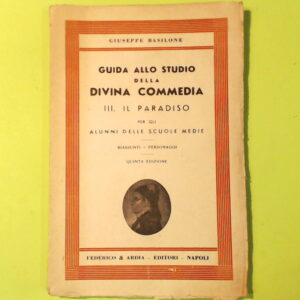 GIUSEPPE BASILONE
GUIDA ALLO STUDIO
DELLA
DIVINA COMMEDIA
III. IL PARADISO
PER GLI
ALUNNI DELLE SCUOLE MEDIE
RIASSUNTI - PERSONAGGI
QUINTA EDIZIONE
FEDERICO & ARDIA - EDITORI - NAPOLI